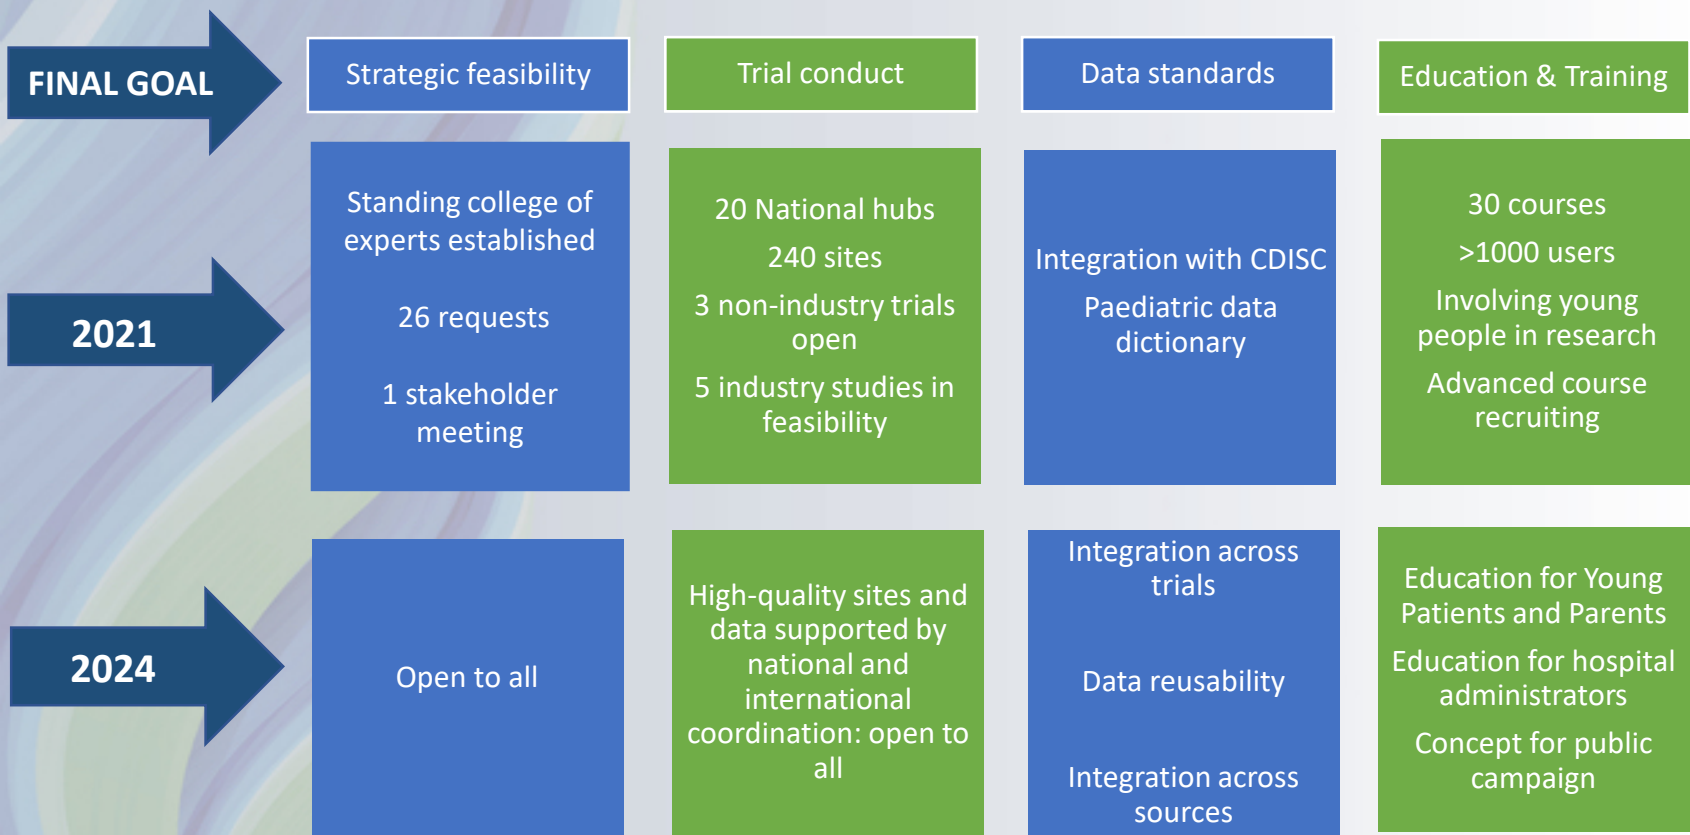 FINAL GOAL
Strategic feasibility
Trial conduct
Data standards
Education & Training
2021
Standing college of
experts established
26 requests
1 stakeholder
meeting
20 National hubs
240 sites
3 non-industry trials
open
5 industry studies in
feasibility
Integration with CDISC
Paediatric data
dictionary
30 courses
>1000 users
Involving young
people in research
Advanced course
recruiting
2024
Open to all
High-quality sites and
data supported by
national and
international
coordination: open to
all
Integration across
trials
Data reusability
Integration across
sources
Education for Young
Patients and Parents
Education for hospital
administrators
Concept for public
campaign